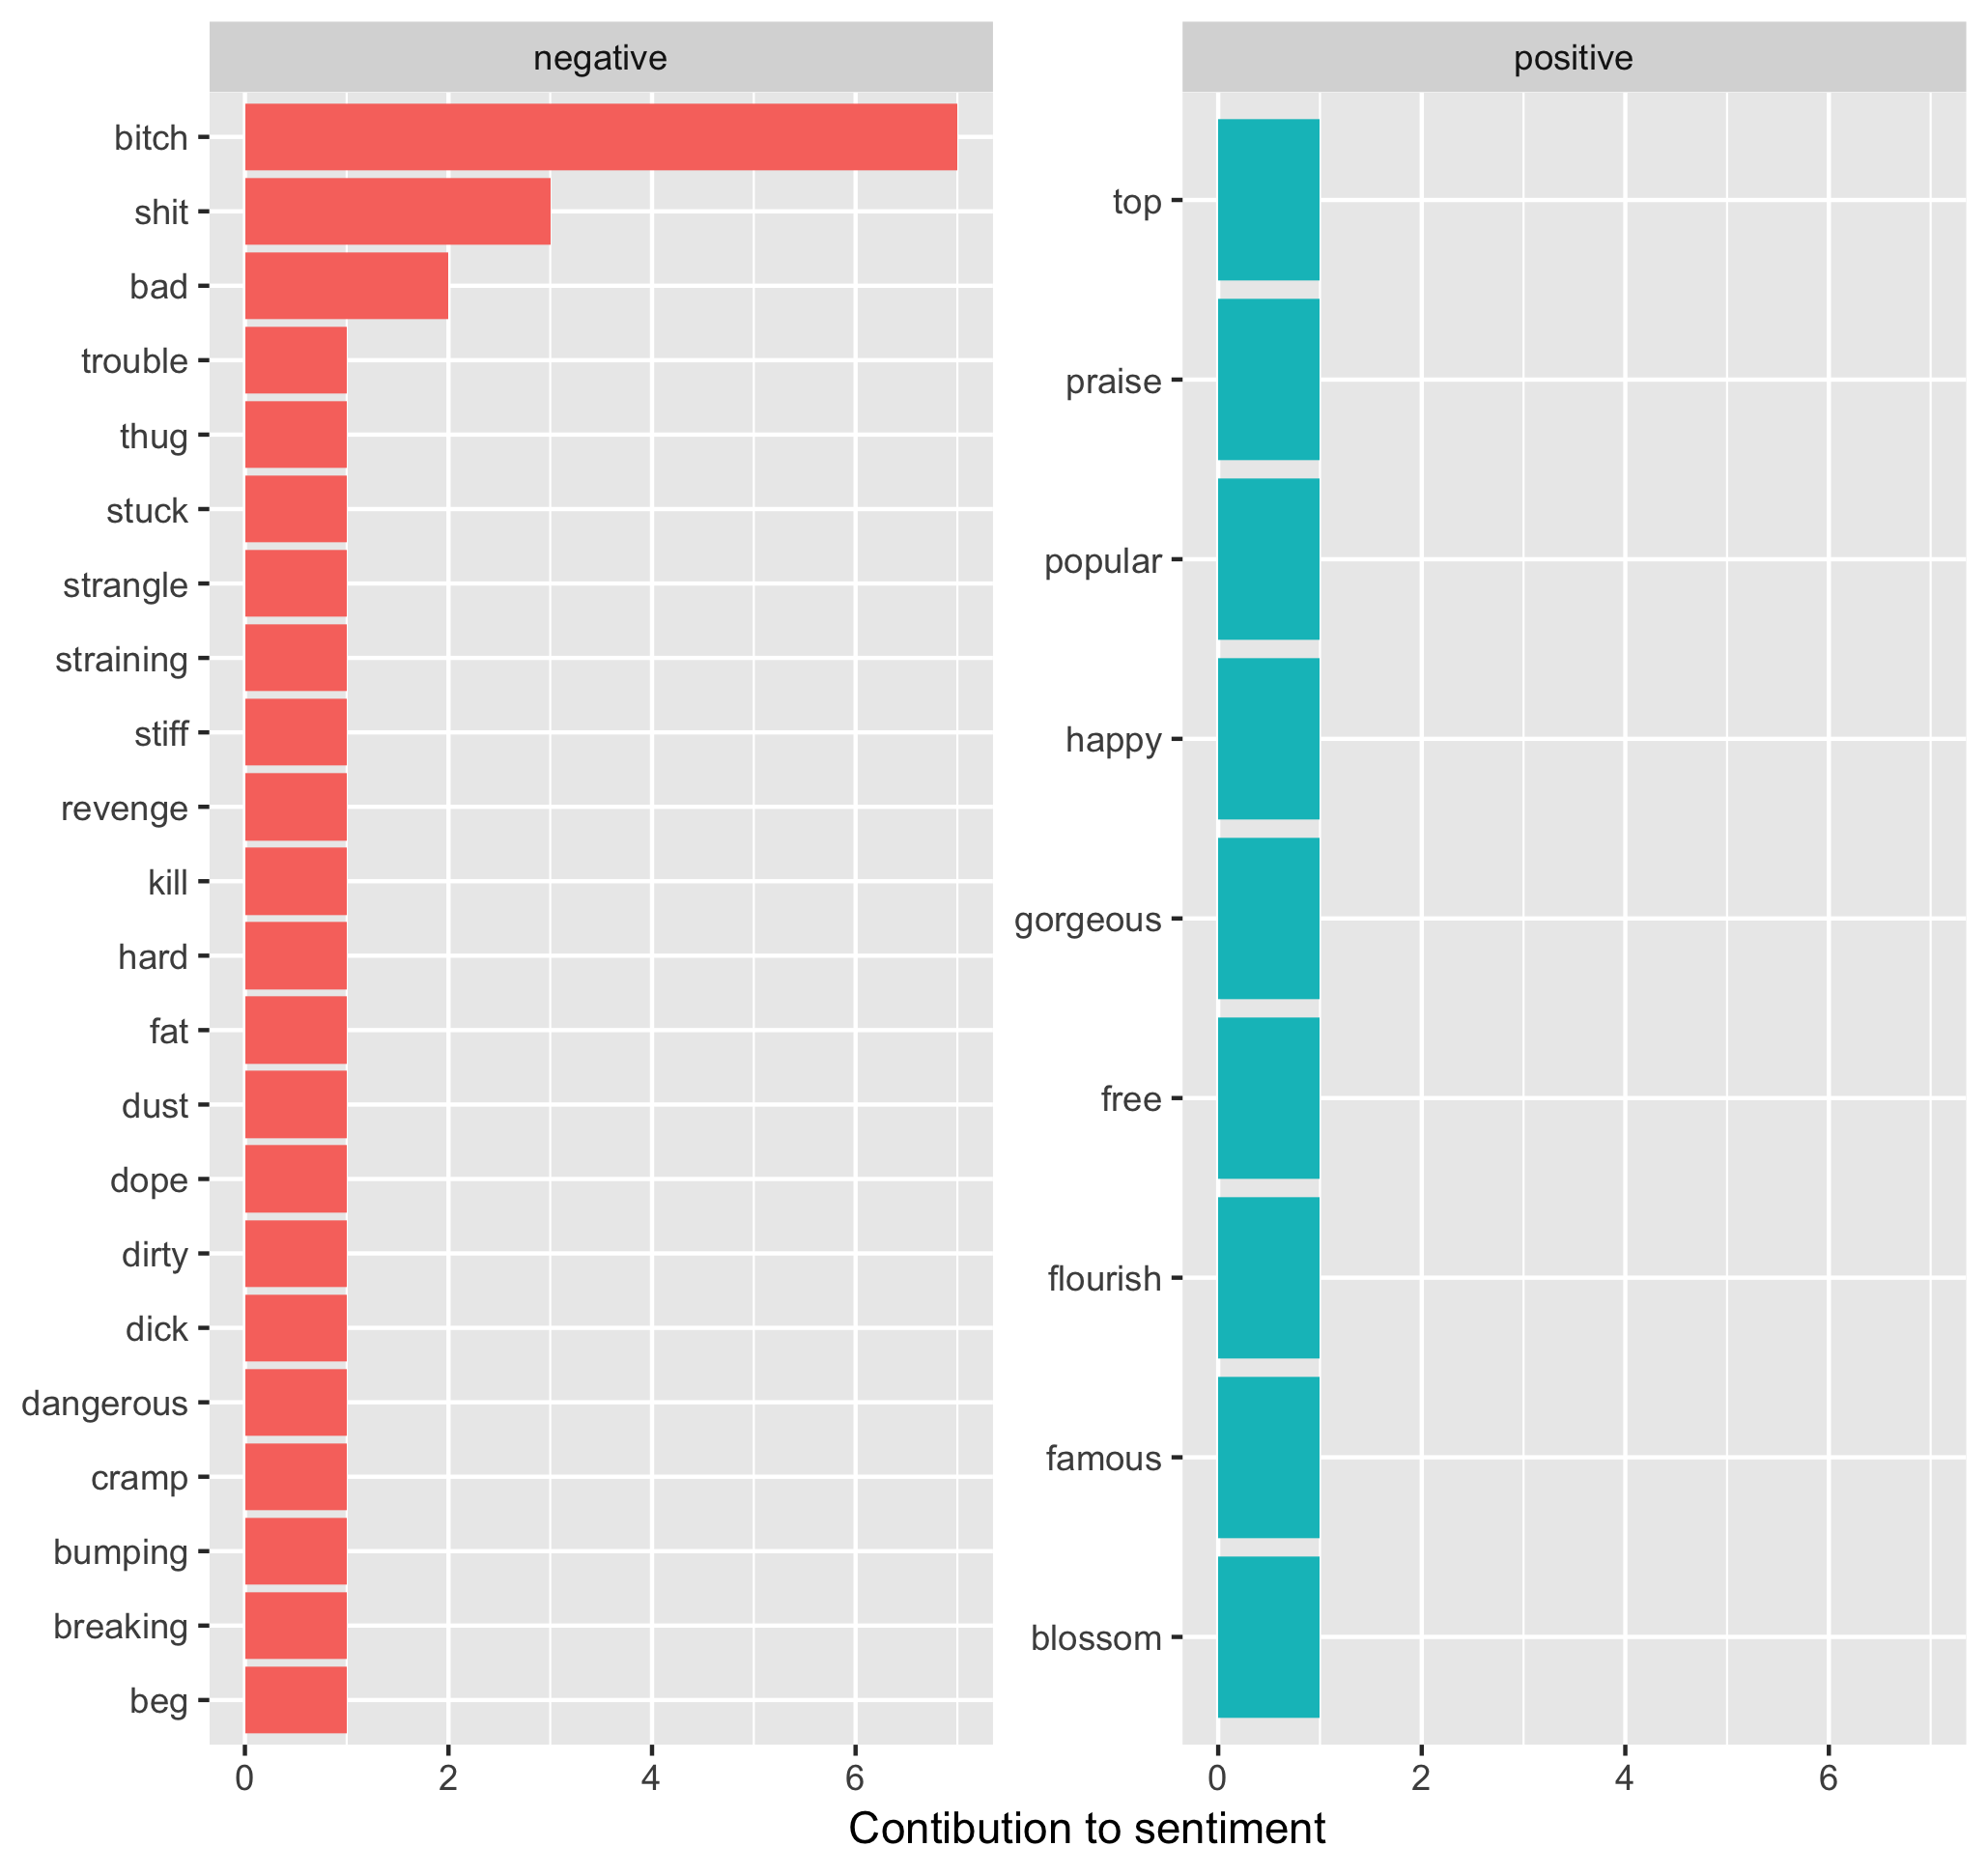 negative
bitch
shit
bad
trouble
thug
stuck
strangle
straining
stiff
revenge
kill
hard
fat
dust
dope
dirty
dick
dangerous
cramp
bumping
breaking
beg
0 2 4 6
positive
top
praise
popular
happy
gorgeous
free
flourish
famous
blossom
0 2 4 6
Contibution to sentiment